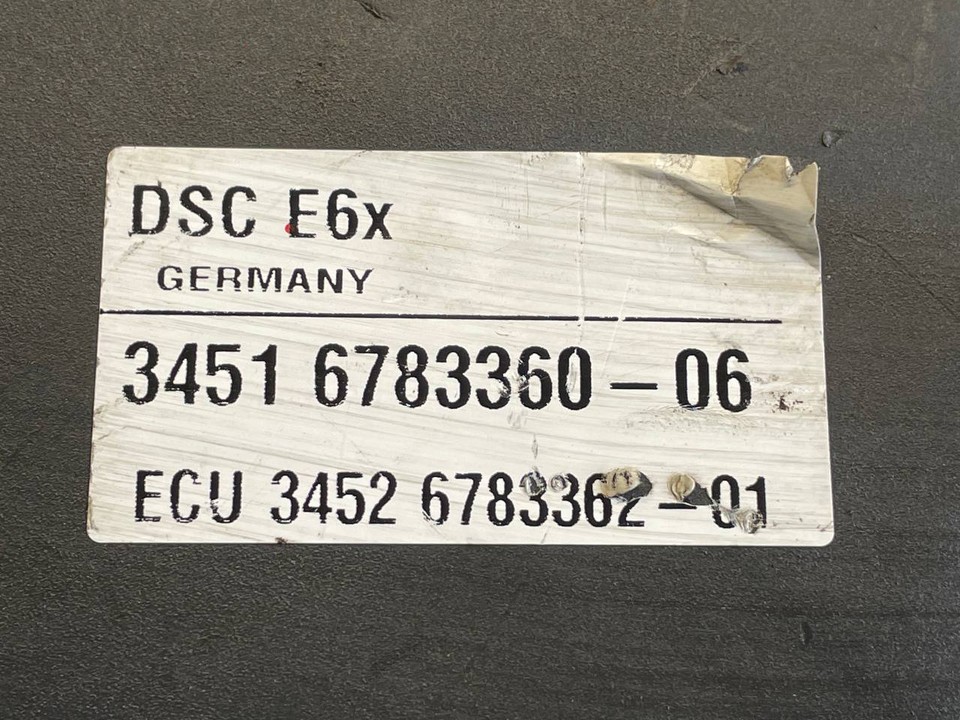 DSC E6x
GERMANY
3451 6783360 – 06
ECU 3452 6783362 – 01